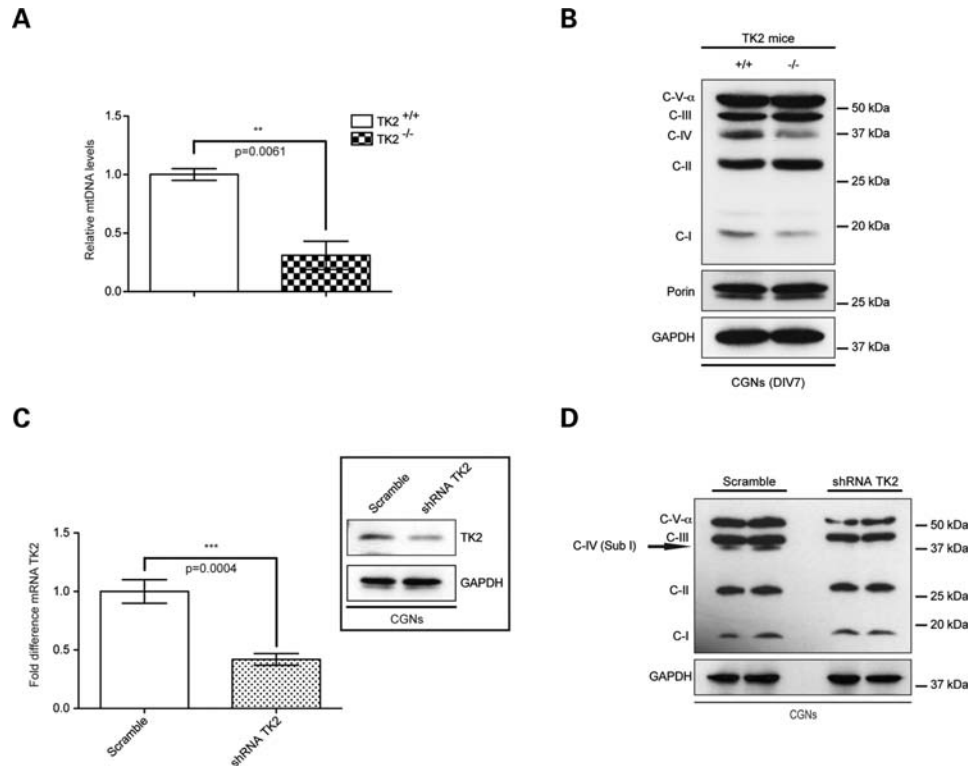 A
Relative mtDNA levels
1.5
1.0
0.5
0.0
**
p=0.0061
TK2 +/+
TK2 -/-
B
TK2 mice
+/+ -/-
C-V-α
C-III
C-IV
C-II
C-I
50 kDa
37 kDa
25 kDa
20 kDa
Porin
25 kDa
GAPDH
37 kDa
CGNs (DIV7)
C
Fold difference mRNA TK2
1.5
1.0
0.5
0.0
***
p=0.0004
Scramble
shRNA TK2
Scramble
shRNA TK2
TK2
GAPDH
CGNs
D
Scramble shRNA TK2
C-V-α
C-III
C-IV (Sub I)
C-II
C-I
50 kDa
37 kDa
25 kDa
20 kDa
GAPDH
37 kDa
CGNs